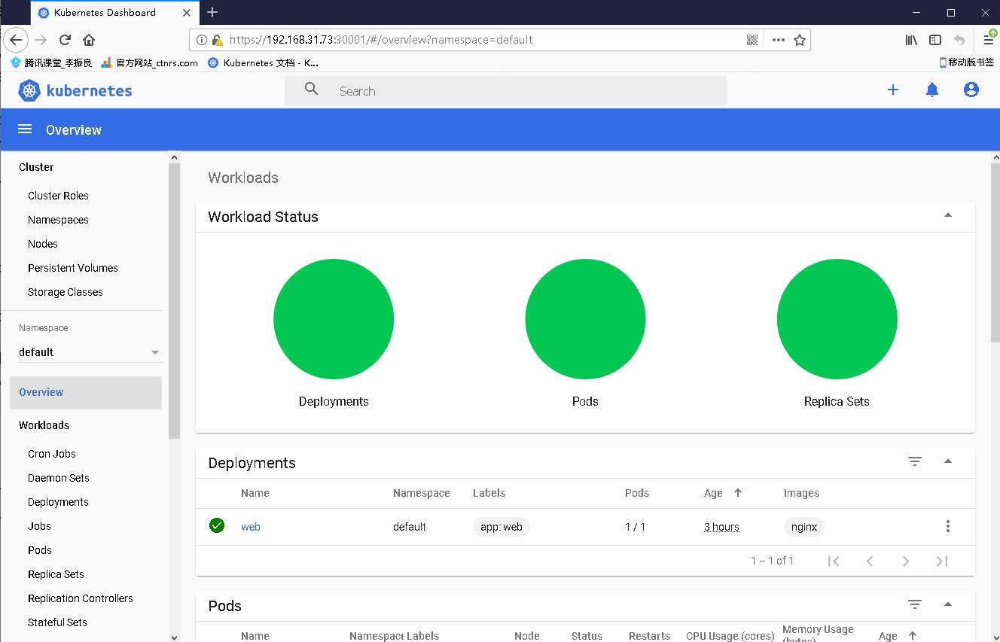 Kubernetes Dashboard
https://192.168.31.73:30001/#/overview?namespace=default
腾讯课堂_李振良 官方网站_ctnrs.com Kubernetes 文档 - K... 移动版书签
kubernetes Search
Overview
Cluster
Cluster Roles
Namespaces
Nodes
Persistent Volumes
Storage Classes
Namespace
default
Overview
Workloads
Cron Jobs
Daemon Sets
Deployments
Jobs
Pods
Replica Sets
Replication Controllers
Stateful Sets
Workloads
Workload Status
Deployments Pods Replica Sets
Deployments
Name Namespace Labels Pods Age Images
web default app: web 1 / 1 3 hours nginx
1 – 1 of 1
Pods
Name Namespace Labels Node Status Restarts CPU Usage (cores) Memory Usage (bytes) Age